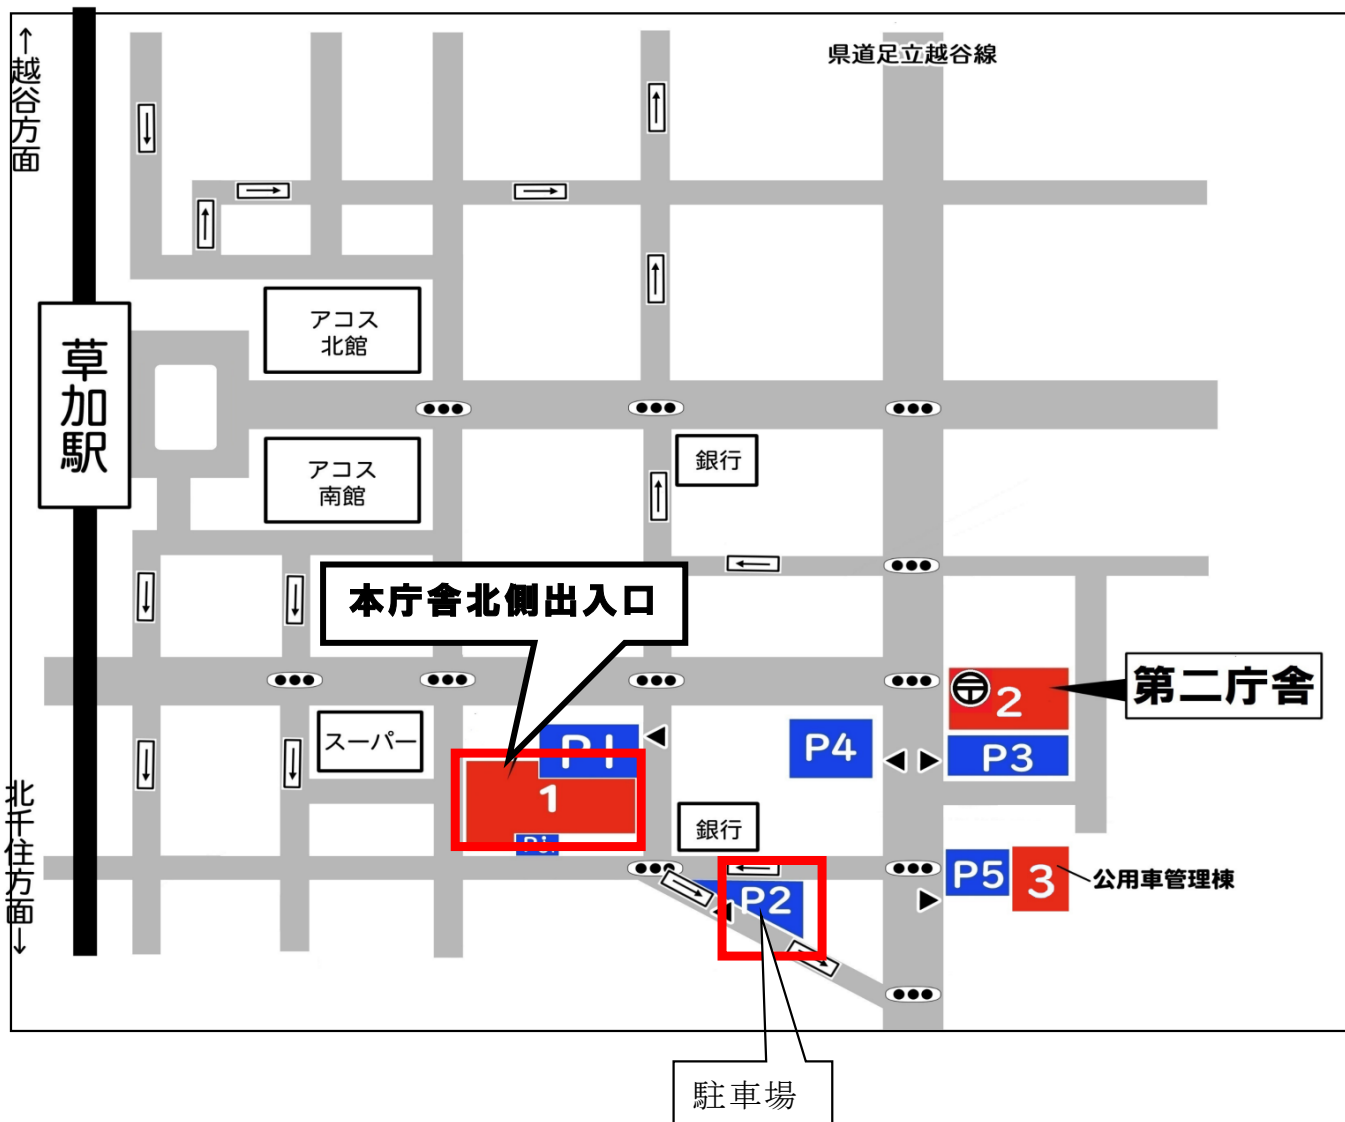 県道足立越谷線
↑越谷方面
アコス
北館
草加駅
アコス
南館
銀行
本庁舎北側出入口
2
第二庁舎
スーパー
P1
P4
P3
1
銀行
北千住方面↓
P5
3
公用車管理棟
P2
駐車場